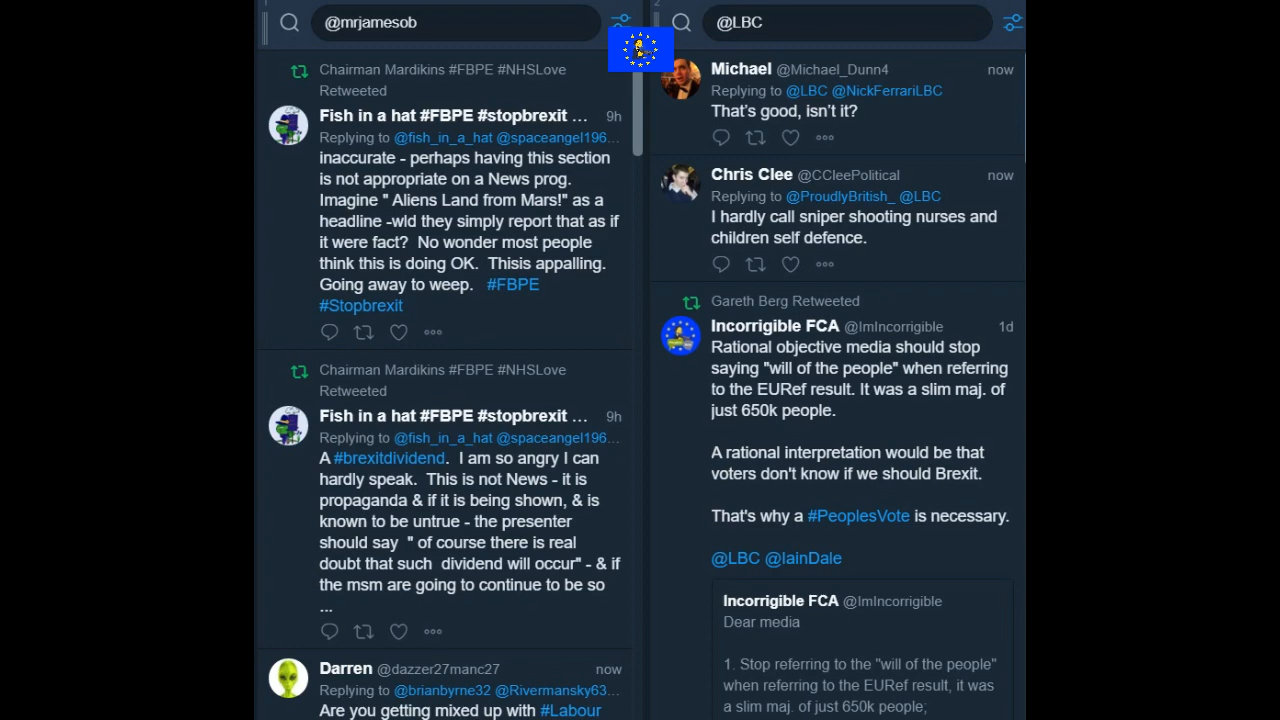 1
@mrjamesob
Chairman Mardikins #FBPE #NHSLove
Retweeted
Fish in a hat #FBPE #stopbrexit ... 9h
Replying to @fish_in_a_hat @spaceangel196...
inaccurate - perhaps having this section
is not appropriate on a News prog.
Imagine " Aliens Land from Mars!" as a
headline -wld they simply report that as if
it were fact? No wonder most people
think this is doing OK. Thisis appalling.
Going away to weep. #FBPE
#Stopbrexit
Chairman Mardikins #FBPE #NHSLove
Retweeted
Fish in a hat #FBPE #stopbrexit ... 9h
Replying to @fish_in_a_hat @spaceangel196...
A #brexitdividend. I am so angry I can
hardly speak. This is not News - it is
propaganda & if it is being shown, & is
known to be untrue - the presenter
should say " of course there is real
doubt that such dividend will occur" - & if
the msm are going to continue to be so
...
Darren @dazzer27manc27 now
Replying to @brianbyrne32 @Rivermansky63...
Are you getting mixed up with #Labour
2
@LBC
Michael @Michael_Dunn4 now
Replying to @LBC @NickFerrariLBC
That's good, isn't it?
Chris Clee @CCleePolitical now
Replying to @ProudlyBritish_ @LBC
I hardly call sniper shooting nurses and
children self defence.
Gareth Berg Retweeted
Incorrigible FCA @ImIncorrigible 1d
Rational objective media should stop
saying "will of the people" when referring
to the EURef result. It was a slim maj. of
just 650k people.
A rational interpretation would be that
voters don't know if we should Brexit.
That's why a #PeoplesVote is necessary.
@LBC @IainDale
Incorrigible FCA @ImIncorrigible
Dear media
1. Stop referring to the "will of the people"
when referring to the EURef result, it was
a slim maj. of just 650k people;